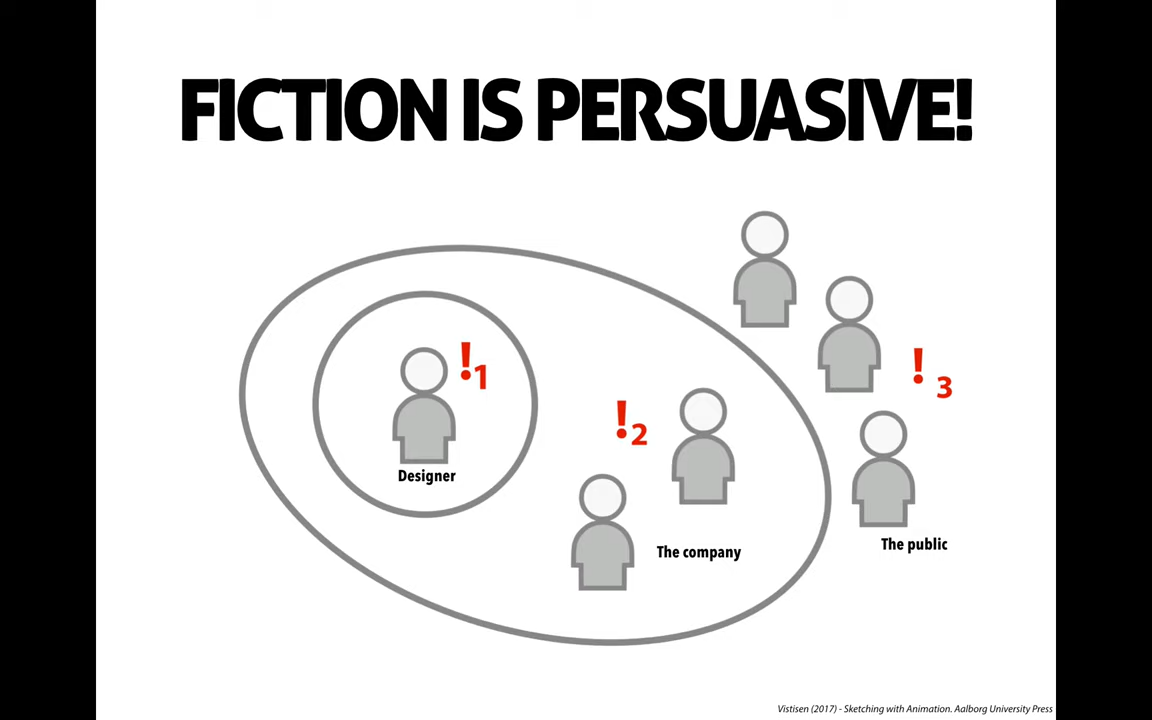 FICTION IS PERSUASIVE!
!1
Designer
!2
The company
!3
The public
Vistisen (2017) - Sketching with Animation. Aalborg University Press